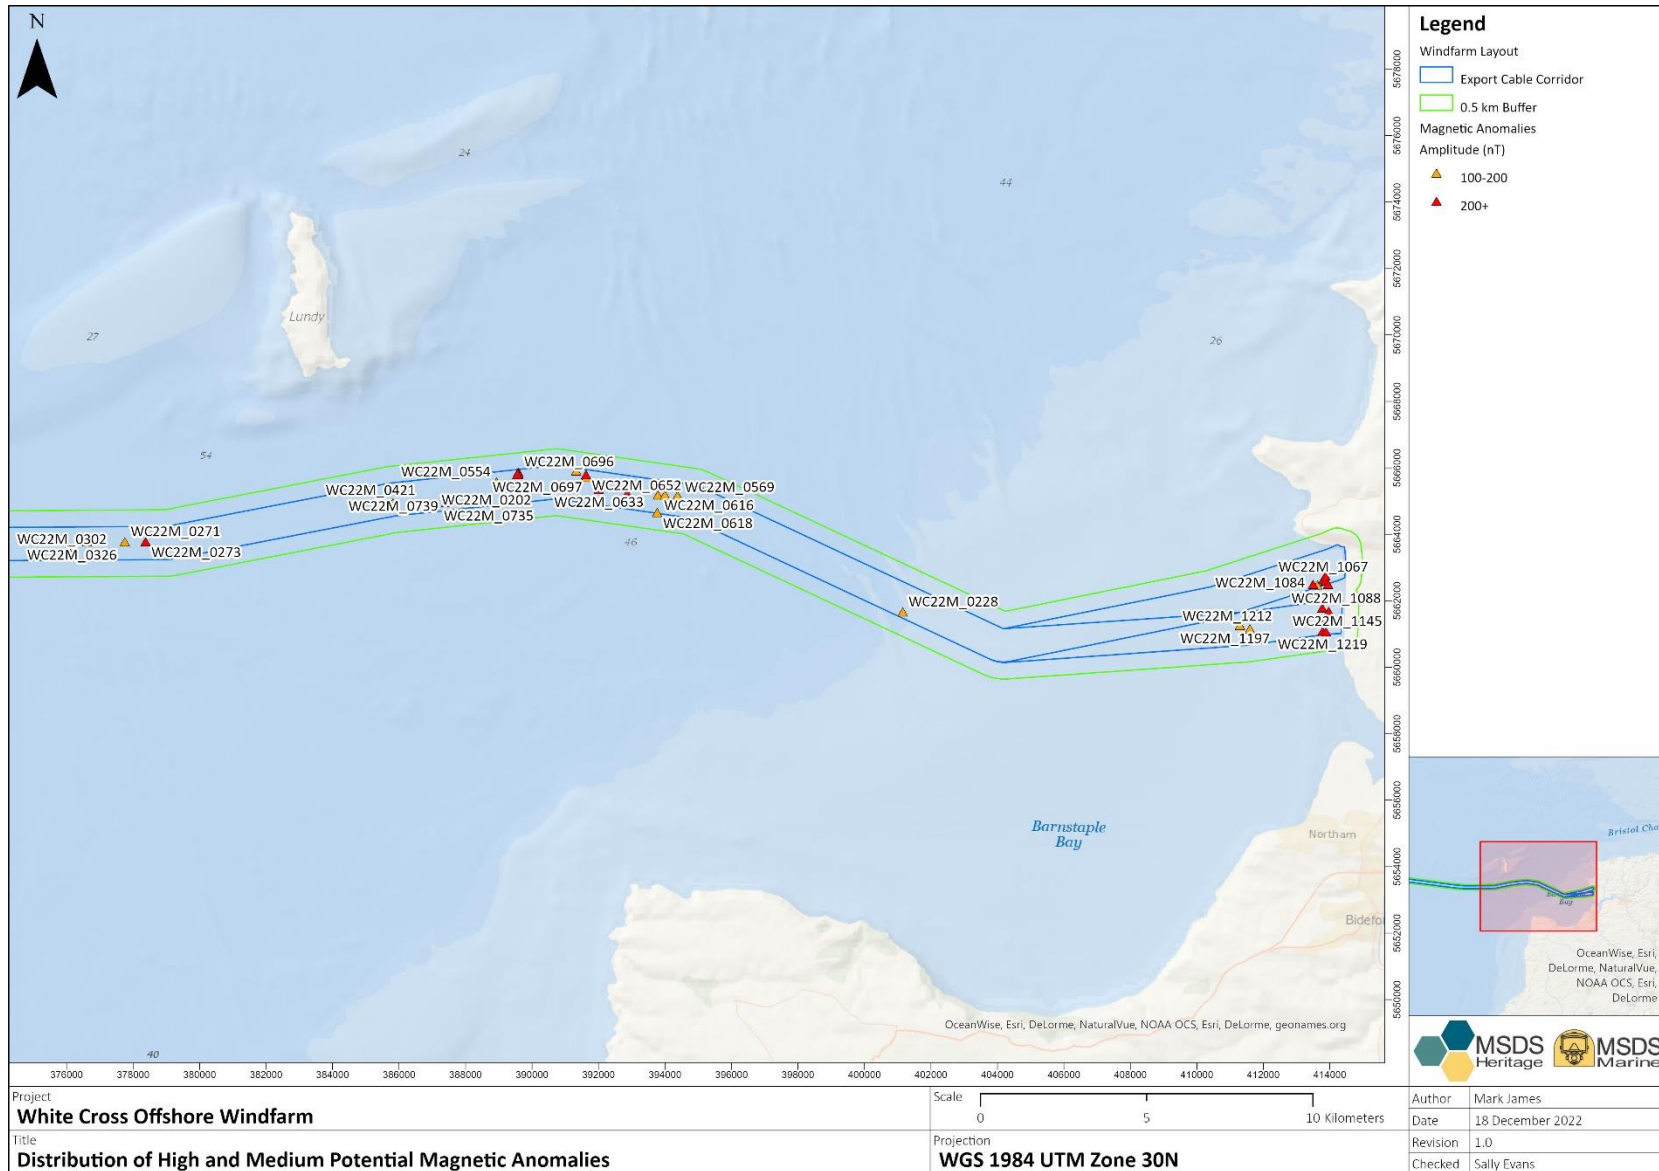 N
24
44
Lundy
27
26
54
WC22M_0554
WC22M_0696
WC22M_0421
WC22M_0697
WC22M_0652
WC22M_0569
WC22M_0739
WC22M_0202
WC22M_0633
WC22M_0616
WC22M_0735
WC22M_0618
46
WC22M_0302
WC22M_0271
WC22M_0326
WC22M_0273
WC22M_0228
WC22M_1067
WC22M_1084
WC22M_1088
WC22M_1212
WC22M_1145
WC22M_1197
WC22M_1219
Barnstaple
Bay
Northam
Bidefo
40
OceanWise, Esri, DeLorme, NaturalVue, NOAA OCS, Esri, DeLorme, geonames.org
5678000
5676000
5674000
5672000
5670000
5668000
5666000
5664000
5662000
5660000
5658000
5656000
5654000
5652000
5650000
376000 378000 380000 382000 384000 386000 388000 390000 392000 394000 396000 398000 400000 402000 404000 406000 408000 410000 412000 414000
Legend
Windfarm Layout
Export Cable Corridor
0.5 km Buffer
Magnetic Anomalies
Amplitude (nT)
100-200
200+
Bristol Cha
Bay
OceanWise, Esri,
DeLorme, NaturalVue,
NOAA OCS, Esri,
DeLorme
MSDS
Heritage
MSDS
Marine
Project
White Cross Offshore Windfarm
Scale
0 5 10 Kilometers
Title
Distribution of High and Medium Potential Magnetic Anomalies
Projection
WGS 1984 UTM Zone 30N
Author Mark James
Date 18 December 2022
Revision 1.0
Checked Sally Evans